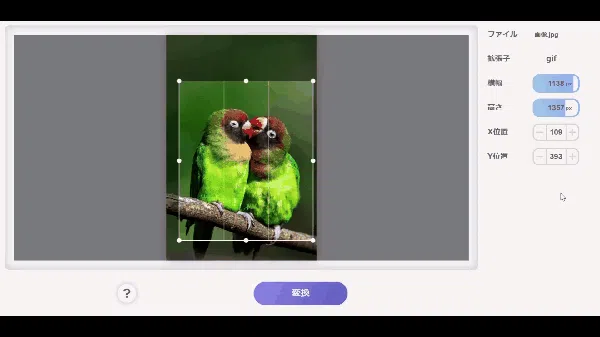 ファイル 画像.jpg
拡張子 gif
横幅 1138 px
高さ 1357 px
X位置 109
Y位置 393
? 変換